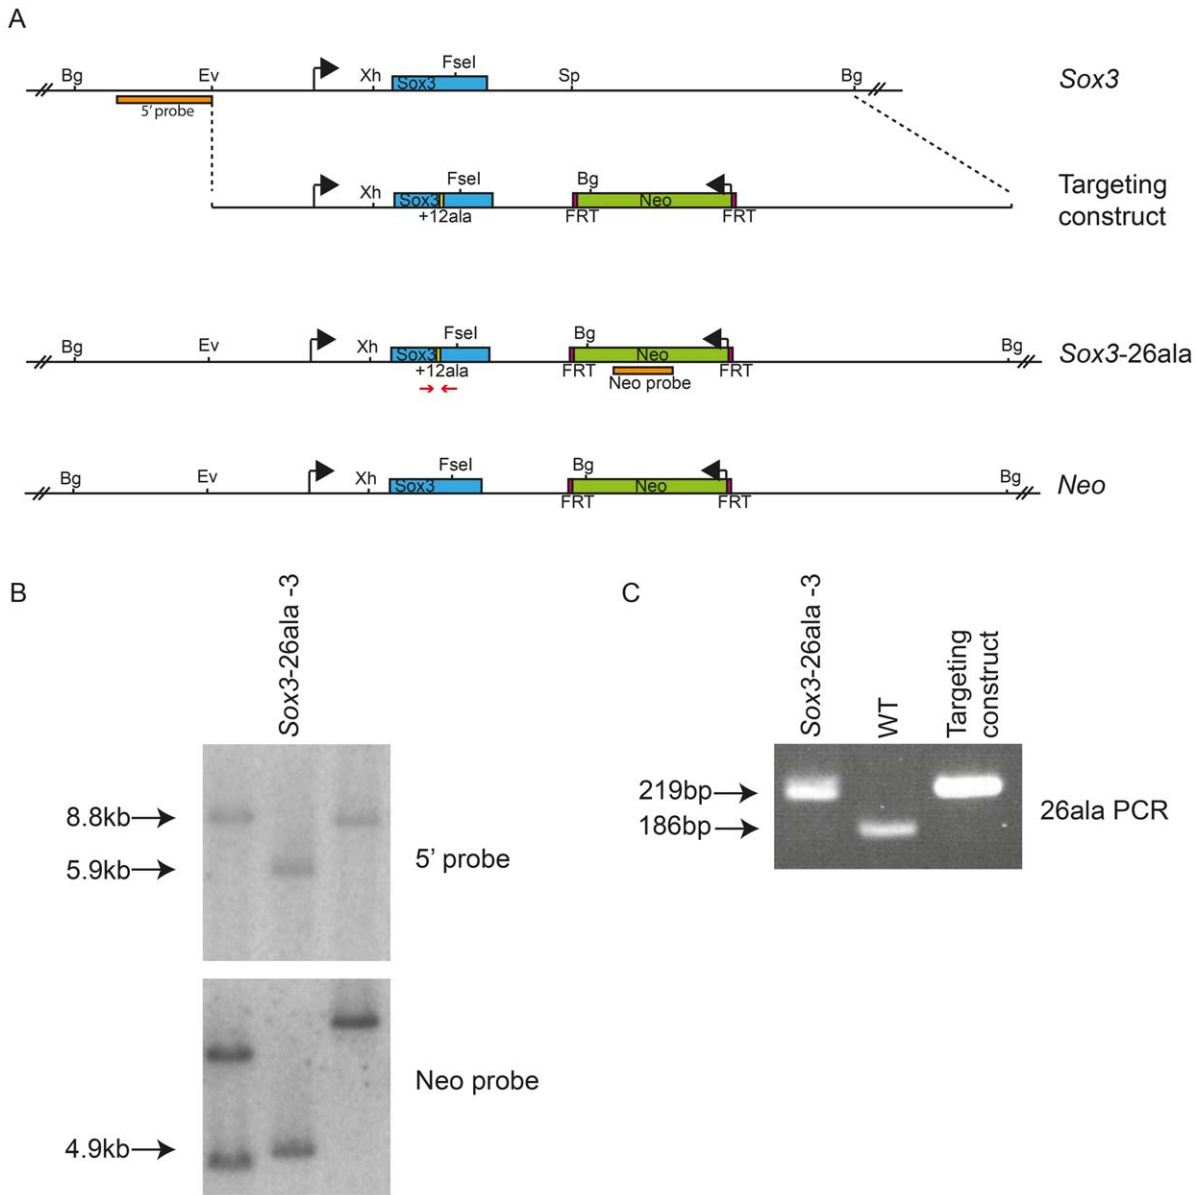 A
Bg Ev Xh FseI Sp Bg
Sox3
5' probe
Sox3
FseI Bg
Xh Sox3 Neo
+12ala FRT FRT
Targeting
construct
Bg Ev Xh FseI Bg Bg
Sox3 Neo
+12ala FRT FRT
Neo probe
Sox3-26ala
Bg Ev Xh FseI Bg Bg
Sox3 Neo
FRT FRT
Neo
B
Sox3-26ala -3
8.8kb
5.9kb
5' probe
4.9kb
Neo probe
C
Sox3-26ala -3
WT
Targeting
construct
219bp
186bp
26ala PCR